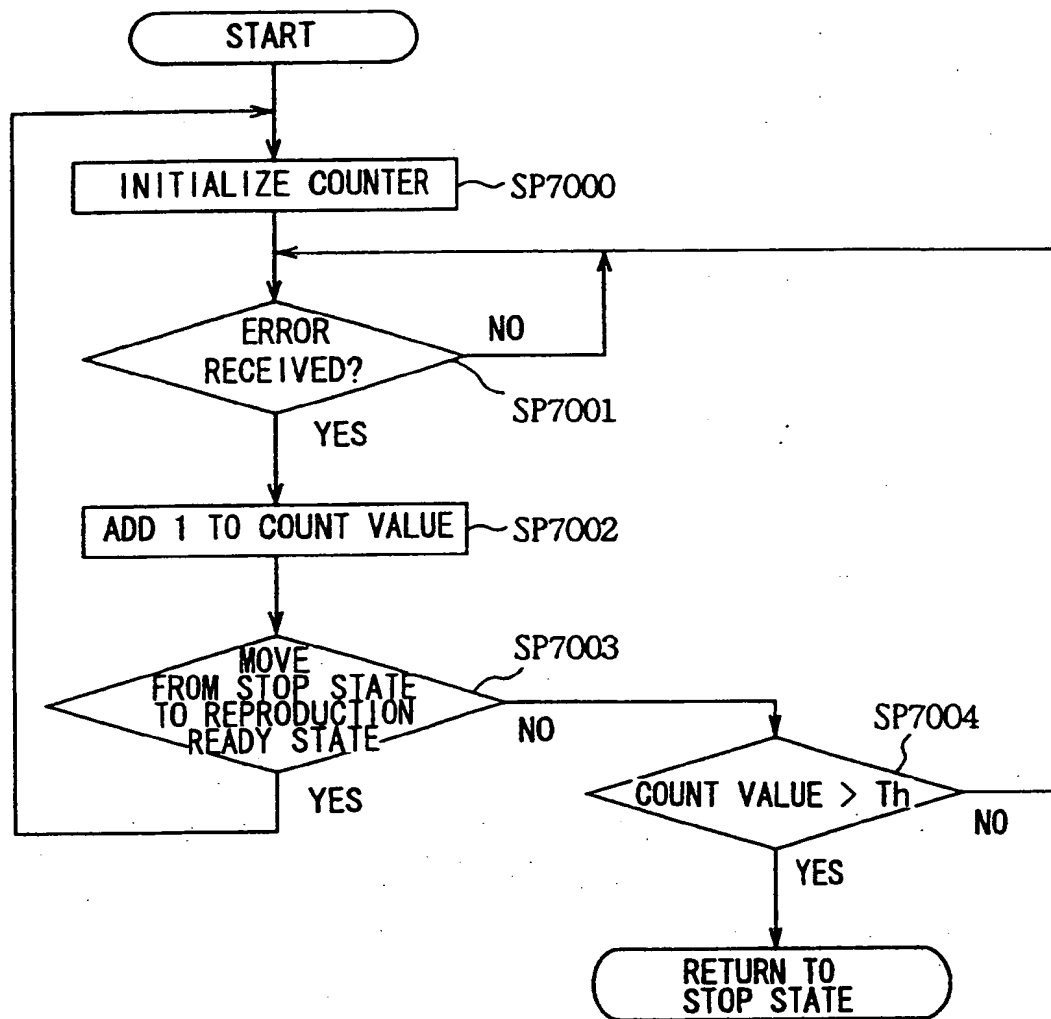 START
INITIALIZE COUNTER
SP7000
ERROR
RECEIVED?
NO
SP7001
YES
ADD 1 TO COUNT VALUE
SP7002
MOVE
FROM STOP STATE
TO REPRODUCTION
READY STATE
SP7003
NO
YES
SP7004
COUNT VALUE > Th
NO
YES
RETURN TO
STOP STATE